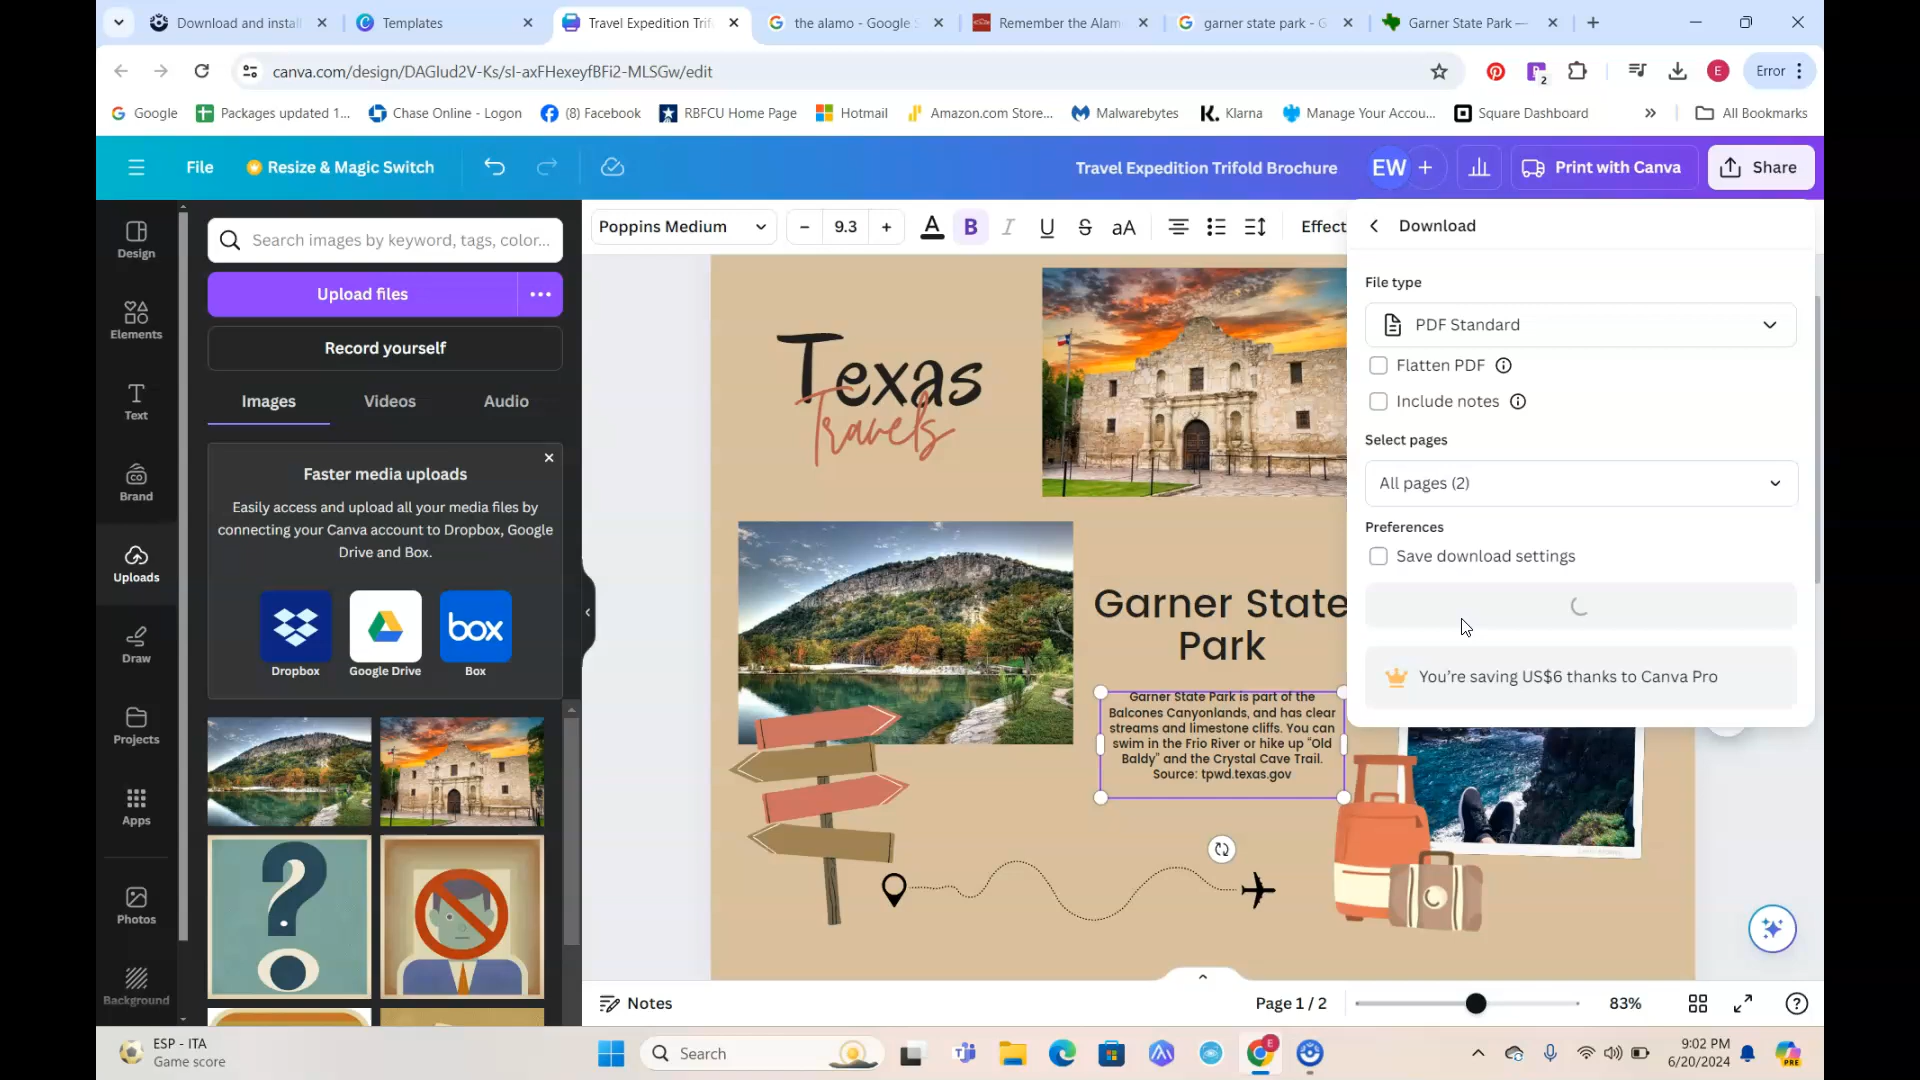 Download and install
Templates
Travel Expedition Trif
the alamo - Google S
Remember the Alam
garner state park - G
Garner State Park —
canva.com/design/DAGIud2V-Ks/sI-axFHexeyfBFi2-MLSGw/edit
2
E
Error
Google
Packages updated 1...
Chase Online - Logon
(8) Facebook
RBFCU Home Page
Hotmail
Amazon.com Store...
Malwarebytes
Klarna
Manage Your Accou...
Square Dashboard
All Bookmarks
File
Resize & Magic Switch
Travel Expedition Trifold Brochure
EW
Print with Canva
Share
Design
Elements
Text
Brand
Uploads
Draw
Projects
Apps
Photos
Background
Search images by keyword, tags, color...
Upload files
Record yourself
Images
Videos
Audio
Faster media uploads
Easily access and upload all your media files by
connecting your Canva account to Dropbox, Google
Drive and Box.
box
Dropbox
Google Drive
Box
Poppins Medium
– 9.3 +
A
B
I
U
S
aA
Effect
Texas
Travels
Garner State
Park
Garner State Park is part of the
Balcones Canyonlands, and has clear
streams and limestone cliffs. You can
swim in the Frio River or hike up "Old
Baldy" and the Crystal Cave Trail.
Source: tpwd.texas.gov
Download
File type
PDF Standard
Flatten PDF
Include notes
Select pages
All pages (2)
Preferences
Save download settings
You're saving US$6 thanks to Canva Pro
Notes
Page 1 / 2
83%
ESP - ITA
Game score
Search
E
9:02 PM
6/20/2024
PRE